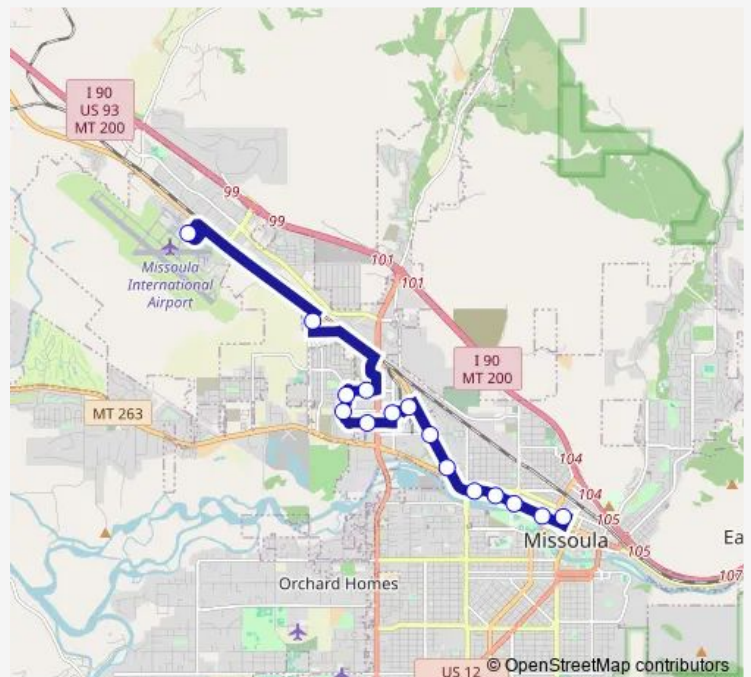 I 90
US 93
MT 200
99
99
Missoula
International
Airport
101
101
I 90
MT 200
MT 263
104
104
105
Missoula
Ea
105
107
Orchard Homes
US 12
© OpenStreetMap contributors